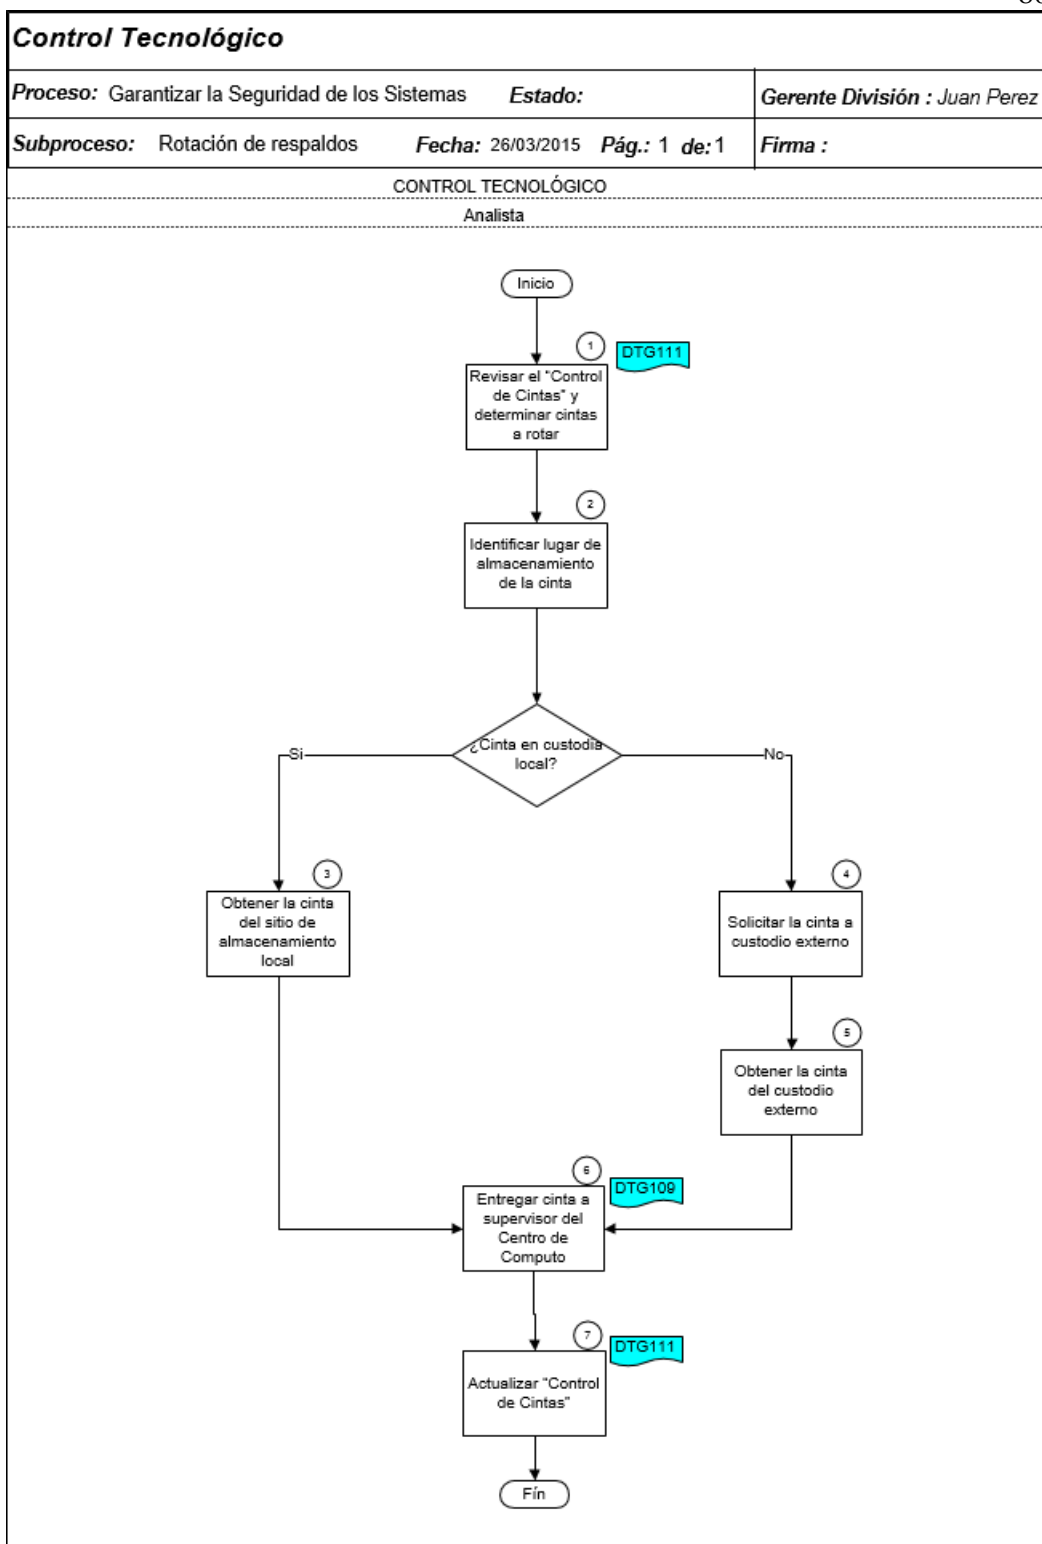 Control Tecnológico
Proceso: Garantizar la Seguridad de los Sistemas Estado:
Gerente División : Juan Perez
Subproceso: Rotación de respaldos Fecha: 26/03/2015 Pág.: 1 de: 1
Firma :
CONTROL TECNOLÓGICO
Analista
Inicio
1
DTG111
Revisar el "Control
de Cintas" y
determinar cintas
a rotar
2
Identificar lugar de
almacenamiento
de la cinta
¿Cinta en custodia
local?
Si
No
3
Obtener la cinta
del sitio de
almacenamiento
local
4
Solicitar la cinta a
custodio externo
5
Obtener la cinta
del custodio
externo
6
DTG109
Entregar cinta a
supervisor del
Centro de
Computo
7
DTG111
Actualizar "Control
de Cintas"
Fín